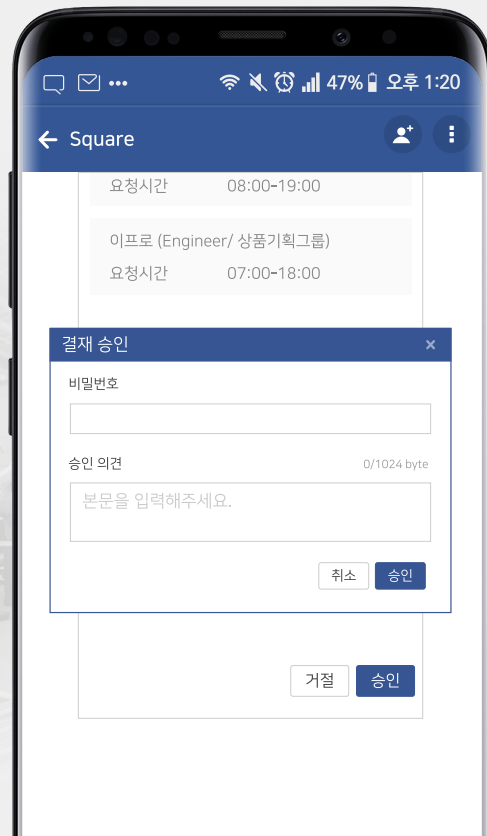 47% 오후 1:20
Square
요청시간 08:00-19:00
이프로 (Engineer/ 상품기획그룹)
요청시간 07:00-18:00
결재 승인 ×
비밀번호
승인 의견 0/1024 byte
본문을 입력해주세요.
취소 승인
거절 승인